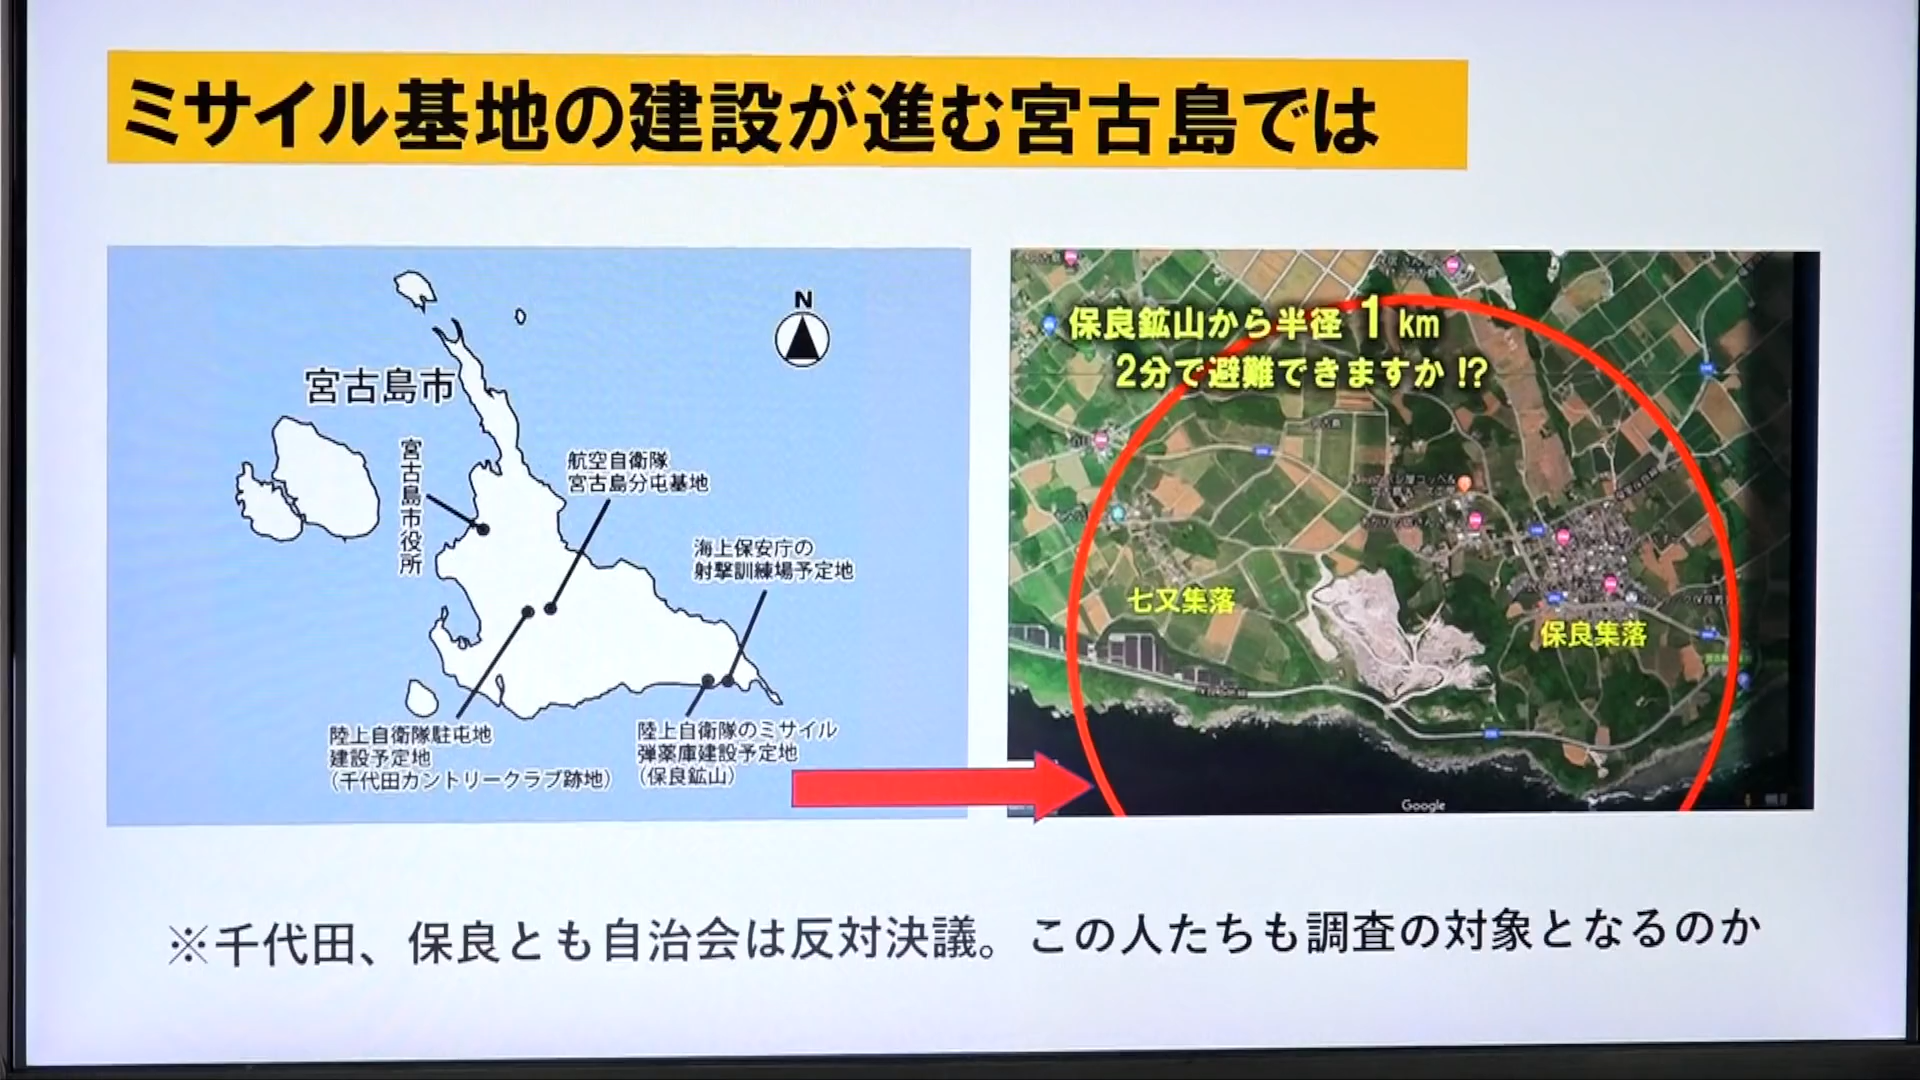 ミサイル基地の建設が進む宮古島では
N
宮古島市
宮古島市役所
航空自衛隊
宮古島分屯基地
海上保安庁の
射撃訓練場予定地
陸上自衛隊駐屯地
建設予定地
（千代田カントリークラブ跡地）
陸上自衛隊のミサイル
弾薬庫建設予定地
（保良鉱山）
保良鉱山から半径 1 km
2分で避難できますか !?
七又集落
保良集落
Google
※千代田、保良とも自治会は反対決議。この人たちも調査の対象となるのか